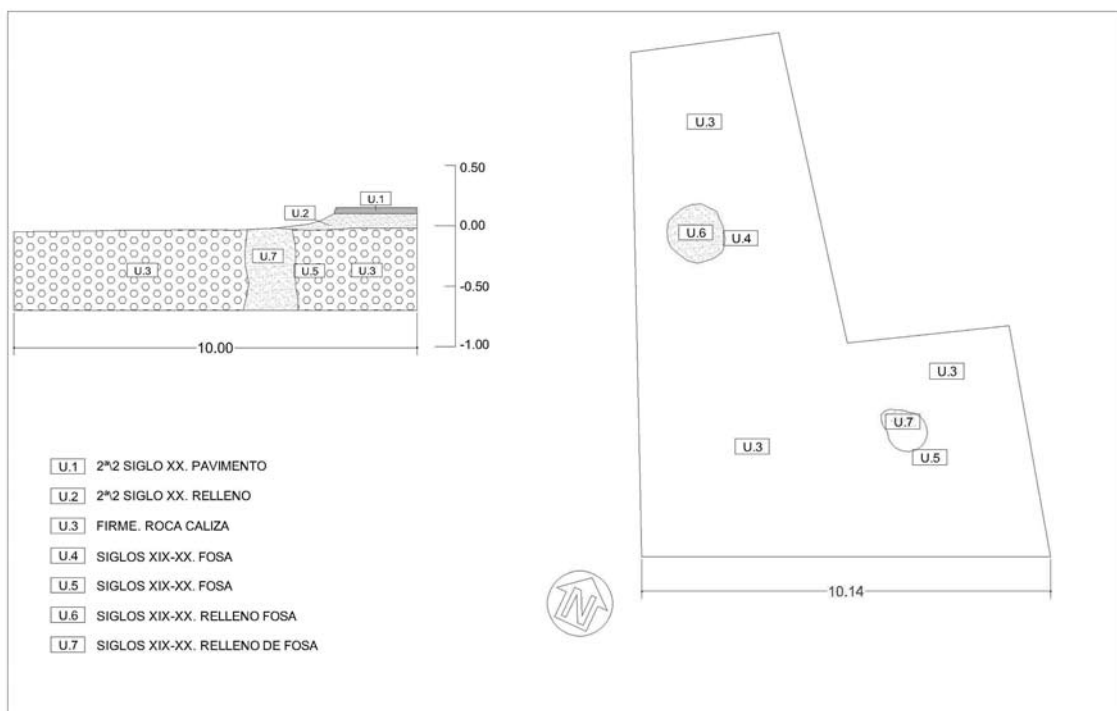 U.3
0.50
U.1
U.2
0.00
U.6
U.4
U.7
U.3
U.5
U.3
-0.50
-1.00
10.00
U.3
U.7
U.3
U.5
U.1 2ª\2 SIGLO XX. PAVIMENTO
U.2 2ª\2 SIGLO XX. RELLENO
U.3 FIRME. ROCA CALIZA
U.4 SIGLOS XIX-XX. FOSA
U.5 SIGLOS XIX-XX. FOSA
U.6 SIGLOS XIX-XX. RELLENO FOSA
U.7 SIGLOS XIX-XX. RELLENO DE FOSA
N
10.14